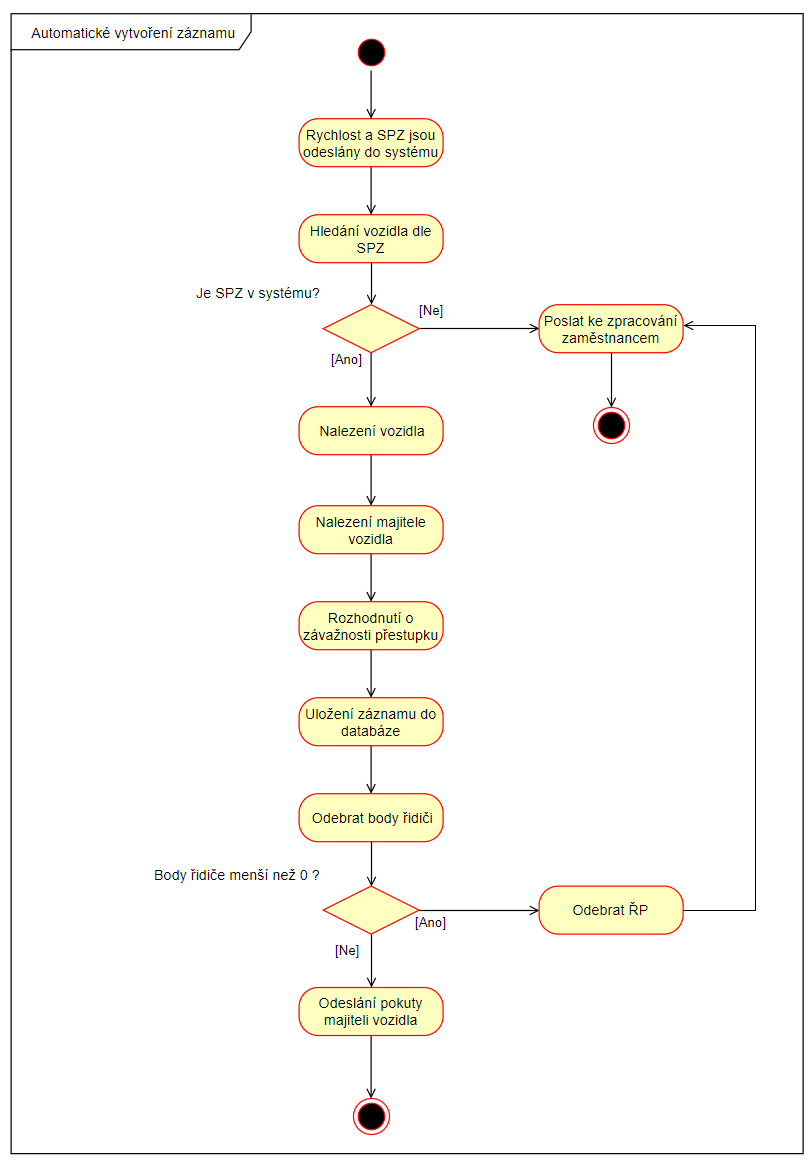 Automatické vytvoření záznamu
Rychlost a SPZ jsou
odeslány do systému
Hledání vozidla dle
SPZ
Je SPZ v systému?
[Ne]
Poslat ke zpracování
zaměstnancem
[Ano]
Nalezení vozidla
Nalezení majitele
vozidla
Rozhodnutí o
závažnosti přestupku
Uložení záznamu do
databáze
Odebrat body řidiči
Body řidiče menší než 0 ?
[Ano]
Odebrat ŘP
[Ne]
Odeslání pokuty
majiteli vozidla